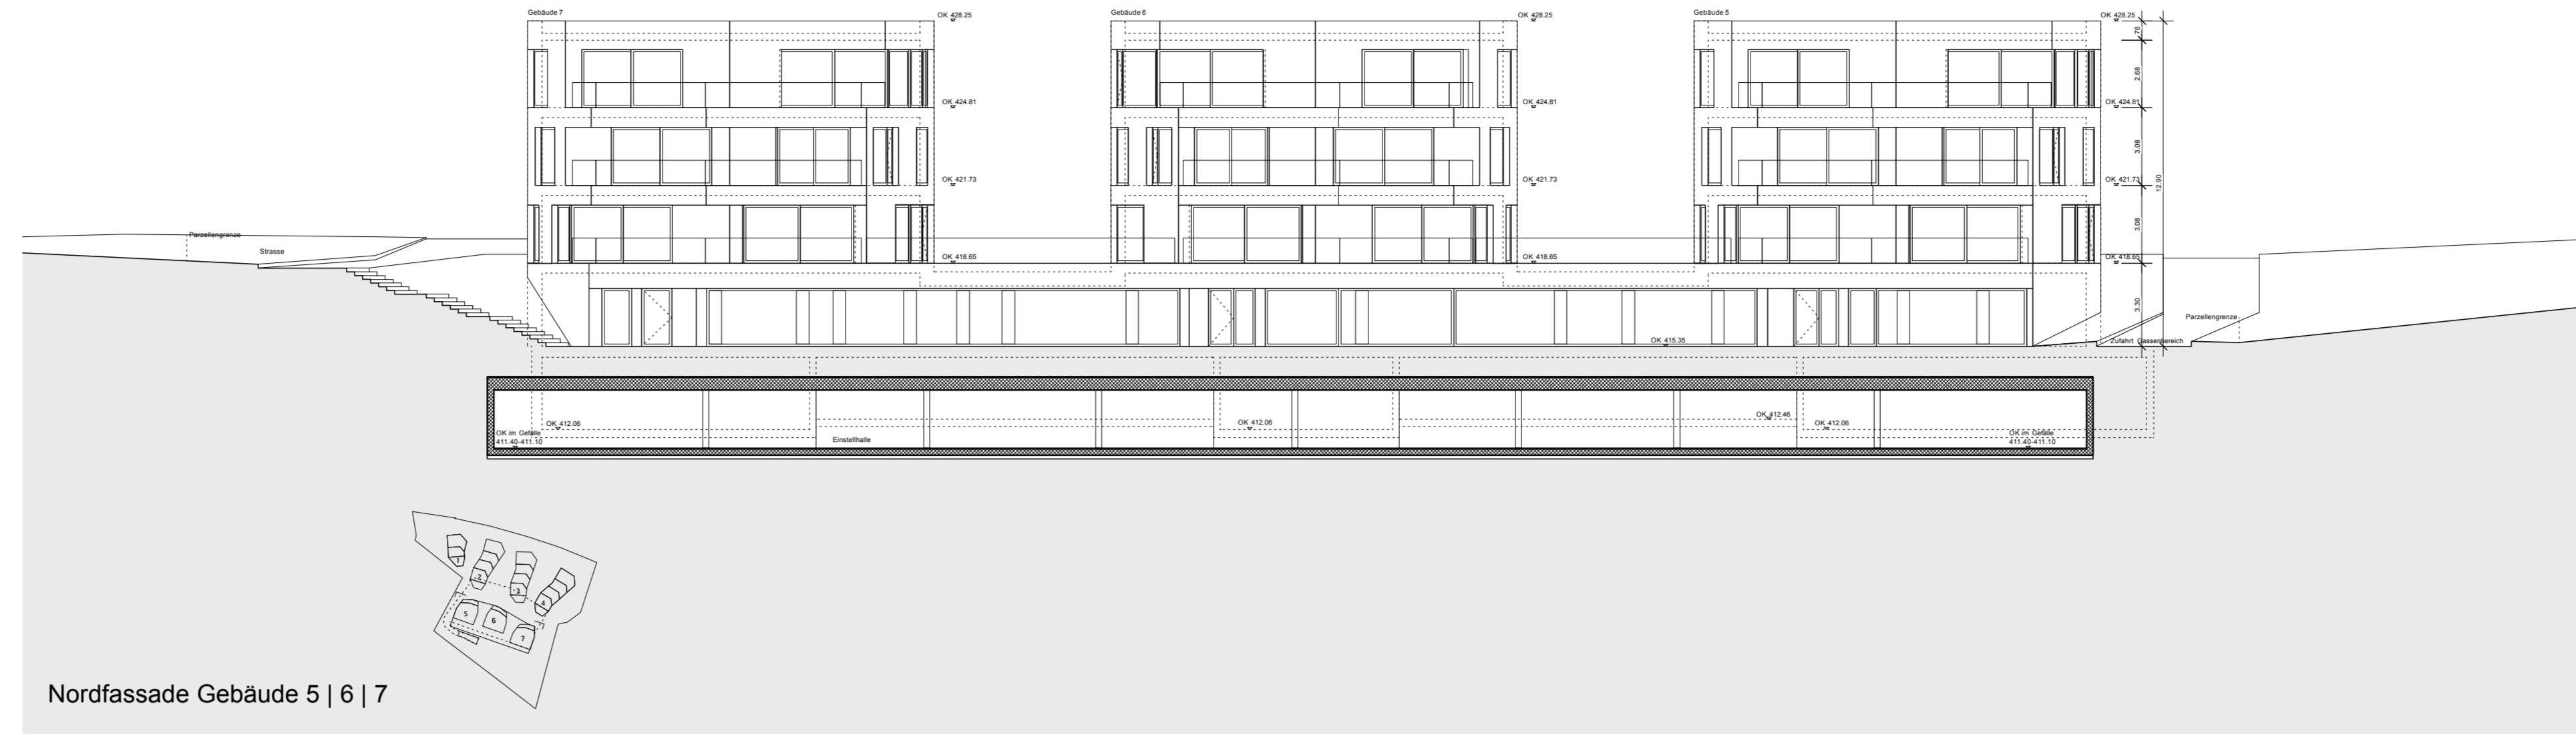 Gebäude 7
OK 428.25
Gebäude 6
OK 428.25
Gebäude 5
OK 428.25
76
2.68
OK 424.81
OK 424.81
OK 424.81
3.08
OK 421.73
OK 421.73
OK 421.73
12.90
3.08
Parzellengrenze
Strasse
OK 418.65
OK 418.65
OK 418.65
3.30
Parzellengrenze
OK 415.35
Zufahrt Gassenbereich
OK 412.06
OK im Gefälle
411.40-411.10
Einstellhalle
OK 412.06
OK 412.46
OK 412.06
OK im Gefälle
411.40-411.10
1
2
3
4
5
6
7
Nordfassade Gebäude 5 | 6 | 7